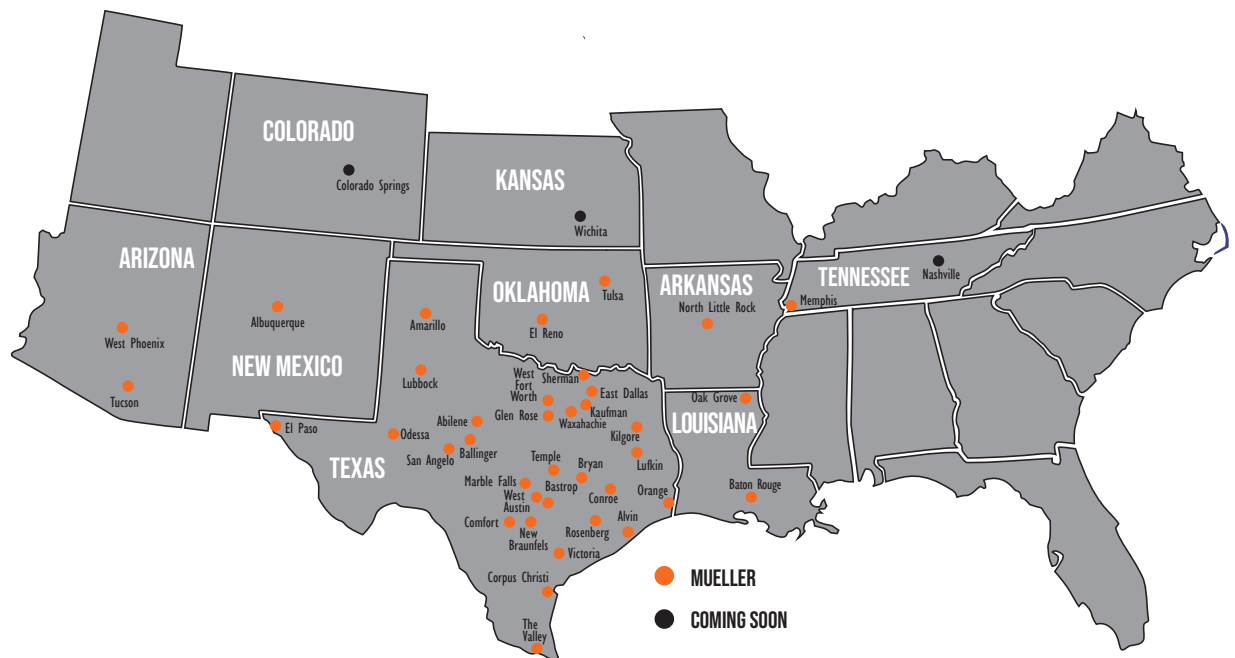 COLORADO
Colorado Springs
KANSAS
Wichita
ARIZONA
West Phoenix
Tucson
Albuquerque
NEW MEXICO
OKLAHOMA
Tulsa
El Reno
ARKANSAS
North Little Rock
TENNESSEE
Nashville
Memphis
Amarillo
Lubbock
West
Fort
Worth
Sherman
East Dallas
Glen Rose
Kaufman
Waxahachie
Oak Grove
LOUISIANA
Baton Rouge
El Paso
Odessa
Abilene
Ballinger
San Angelo
TEXAS
Kilgore
Lufkin
Temple
Bryan
Marble Falls
West
Austin
Bastrop
Conroe
Orange
Comfort
New
Braunfels
Rosenberg
Alvin
Victoria
Corpus Christi
The
Valley
MUELLER
COMING SOON